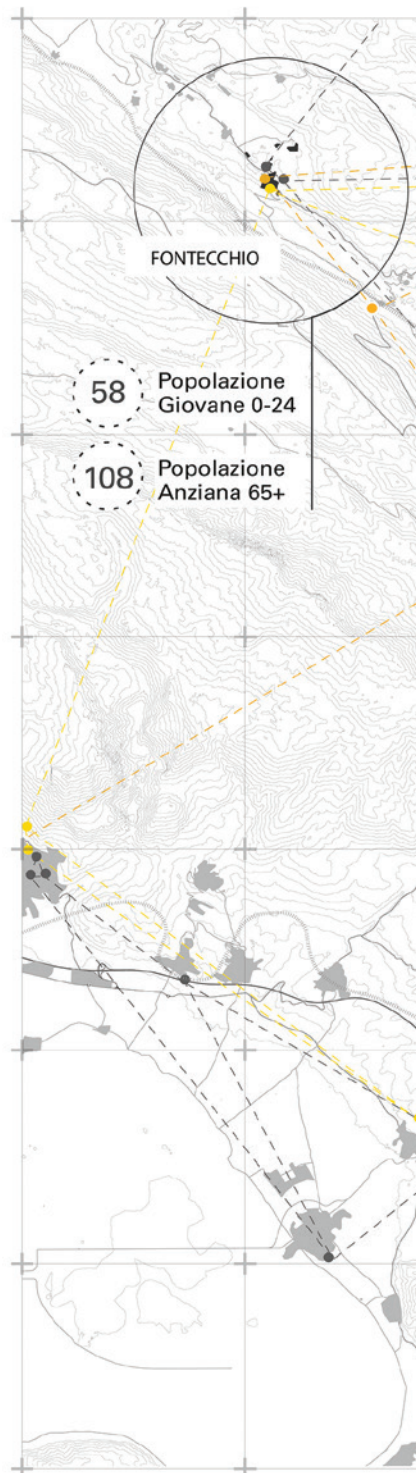 FONTECCHIO
58
Popolazione
Giovane 0-24
108
Popolazione
Anziana 65+